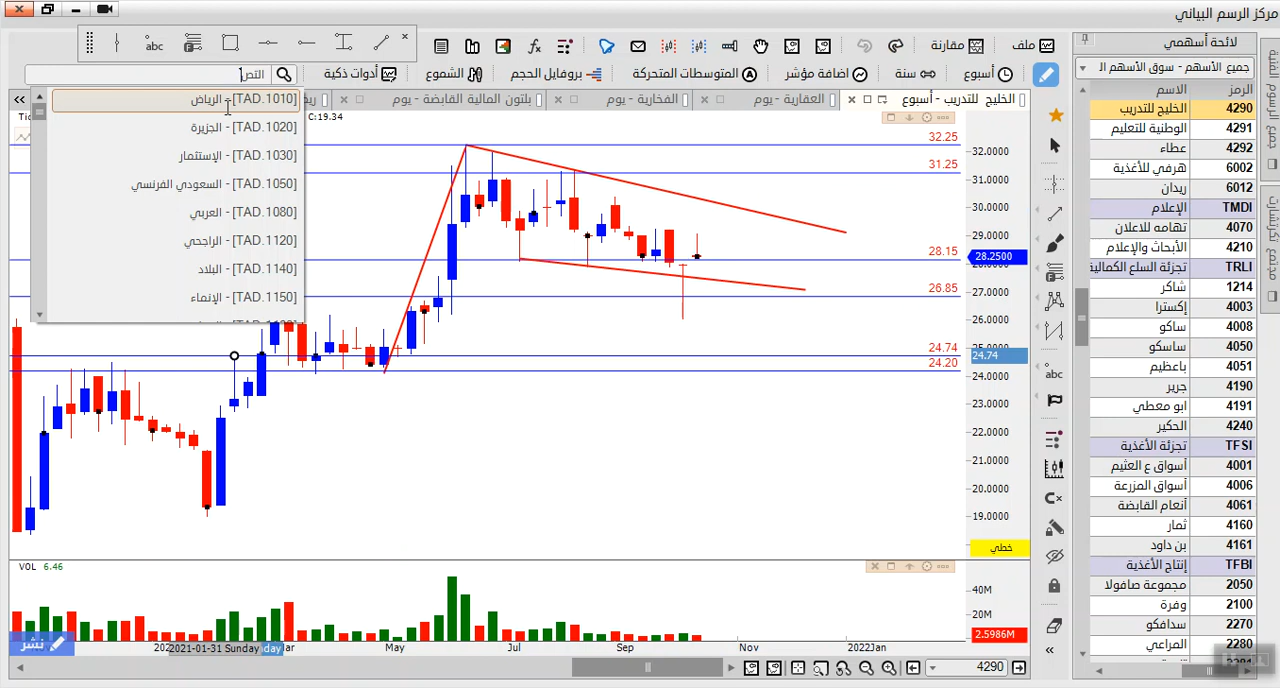 مركز الرسم البياني
ملف
مقارنة
لائحة أسهمي
جميع الأسهم - سوق الأسهم ال
أسبوع
سنة
اضافة مؤشر
المتوسطات المتحركة
بروفايل الحجم
الشموع
أدوات ذكية
abc
الخليج للتدريب - أسبوع
العقارية - يوم
الفخارية - يوم
بلتون المالية القابضة - يوم
[TAD.1010] - الرياض
[TAD.1020] - الجزيرة
[TAD.1030] - الإستثمار
[TAD.1050] - السعودي الفرنسي
[TAD.1080] - العربي
[TAD.1120] - الراجحي
[TAD.1140] - البلاد
[TAD.1150] - الإنماء
C:19.34
32.25
31.25
28.15
26.85
24.74
24.20
32.0000
31.0000
30.0000
29.0000
28.2500
27.0000
26.0000
24.74
24.0000
23.0000
22.0000
21.0000
20.0000
19.0000
خطي
VOL 6.46
40M
20M
2.5986M
نشر
2021-01-31 Sunday
May
Jul
Sep
Nov
2022Jan
4290
الرمز الاسم
4290 الخليج للتدريب
4291 الوطنية للتعليم
4292 عطاء
6002 هرفي للأغذية
6012 ريدان
TMDI الإعلام
4070 تهامه للاعلان
4210 الأبحاث والإعلام
TRLI تجزئة السلع الكمالية
1214 شاكر
4003 إكسترا
4008 ساكو
4050 ساسكو
4051 باعظيم
4190 جرير
4191 ابو معطي
4240 الحكير
TFSI تجزئة الأغذية
4001 أسواق ع العثيم
4006 أسواق المزرعة
4061 أنعام القابضة
4160 ثمار
4161 بن داود
TFBI إنتاج الأغذية
2050 مجموعة صافولا
2100 وفرة
2270 سدافكو
2280 المراعي
abc